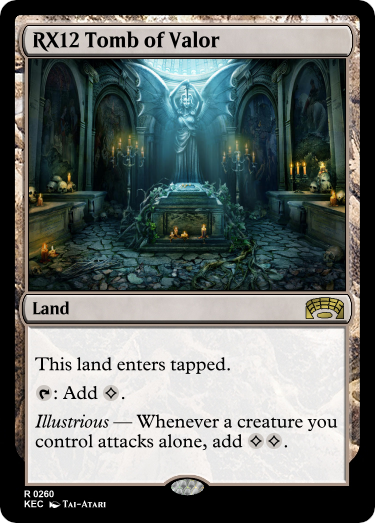 RX12 Tomb of Valor
Land
This land enters tapped.
: Add .
Illustrious — Whenever a creature you
control attacks alone, add .
R 0260
KEC Tai-Atari